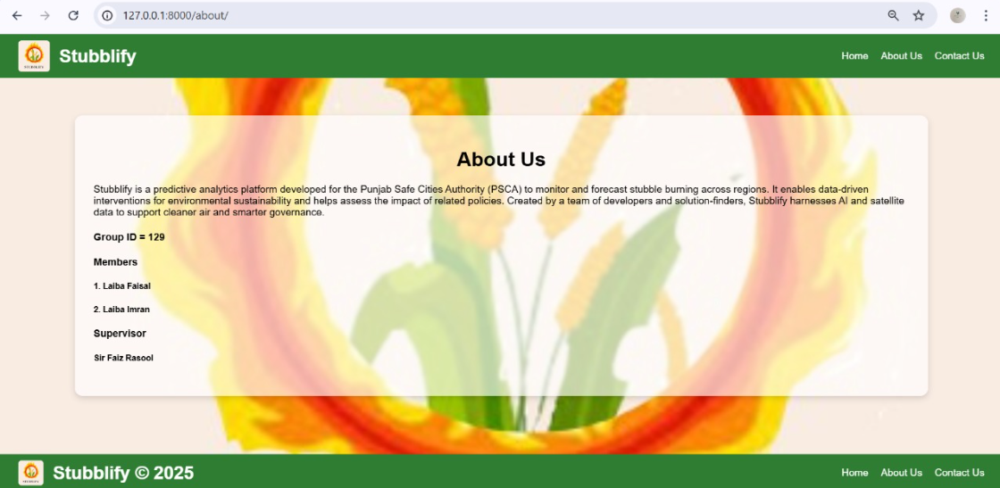 127.0.0.1:8000/about/
Stubblify
Home About Us Contact Us
About Us
Stubblify is a predictive analytics platform developed for the Punjab Safe Cities Authority (PSCA) to monitor and forecast stubble burning across regions. It enables data-driven
interventions for environmental sustainability and helps assess the impact of related policies. Created by a team of developers and solution-finders, Stubblify harnesses AI and satellite
data to support cleaner air and smarter governance.
Group ID = 129
Members
1. Laiba Faisal
2. Laiba Imran
Supervisor
Sir Faiz Rasool
Stubblify © 2025
Home About Us Contact Us